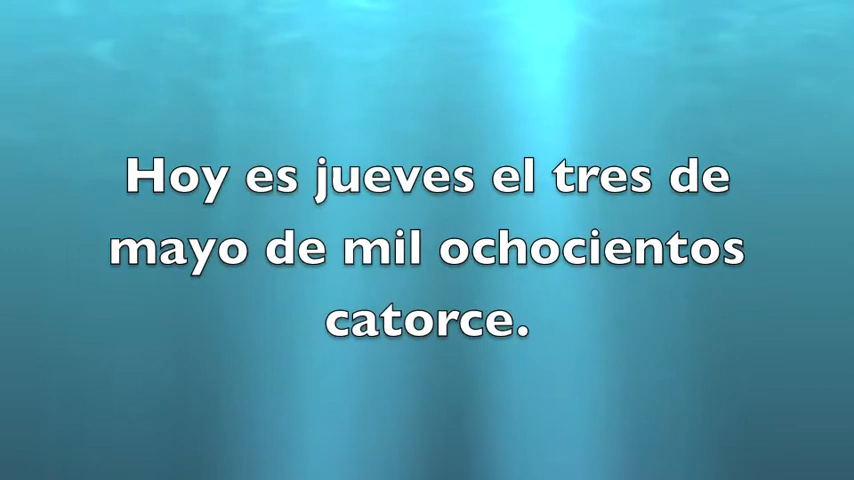 Hoy es jueves el tres de
mayo de mil ochocientos
catorce.